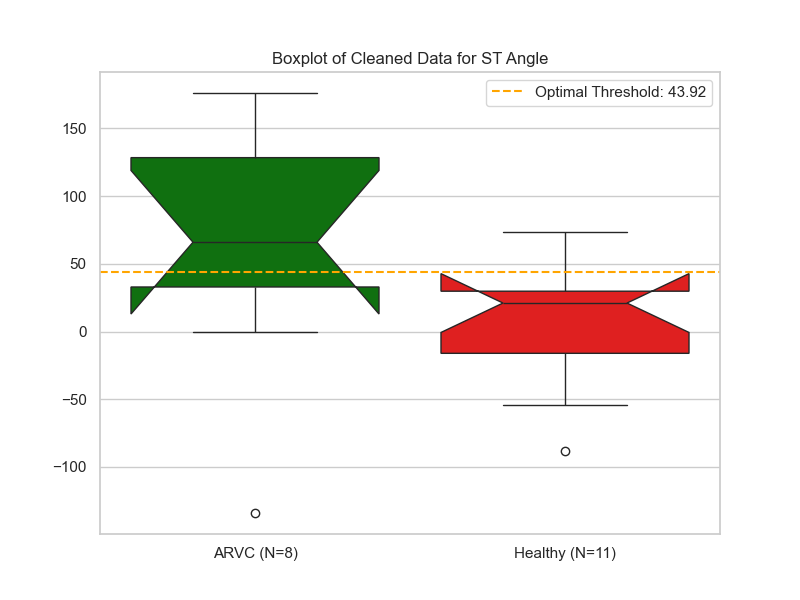 Boxplot of Cleaned Data for ST Angle
Optimal Threshold: 43.92
150
100
50
0
−50
−100
ARVC (N=8)
Healthy (N=11)